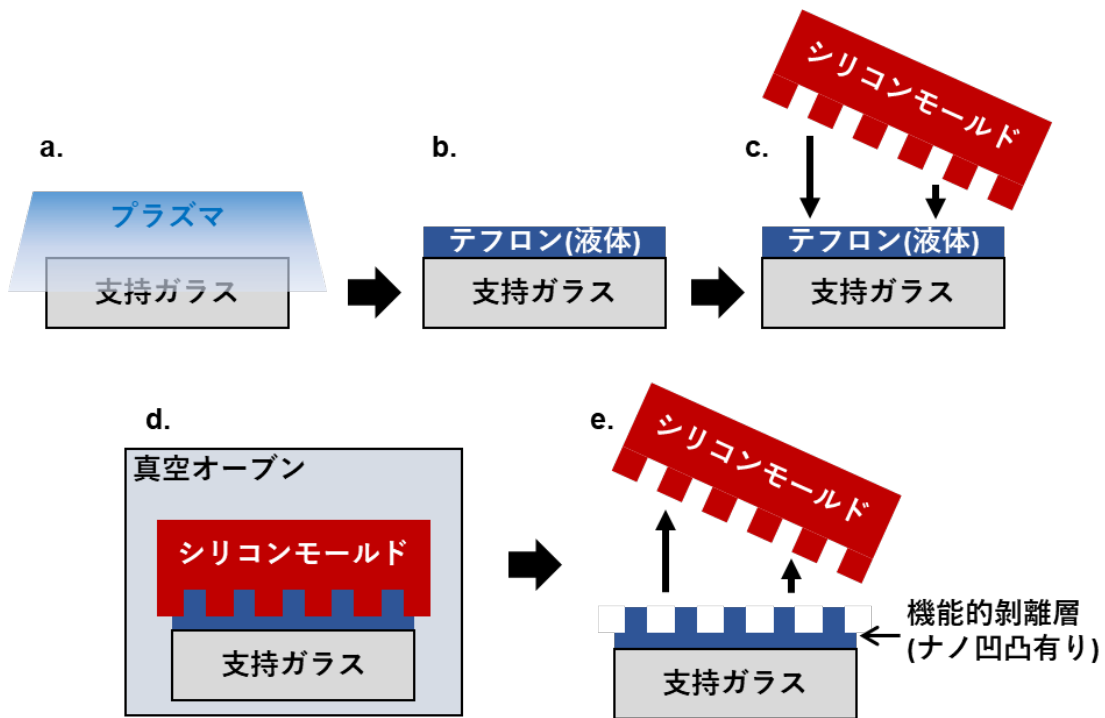 a.
プラズマ
支持ガラス
b.
テフロン(液体)
支持ガラス
c.
シリコンモールド
テフロン(液体)
支持ガラス
d.
真空オーブン
シリコンモールド
支持ガラス
e.
シリコンモールド
機能的剝離層
(ナノ凹凸有り)
支持ガラス